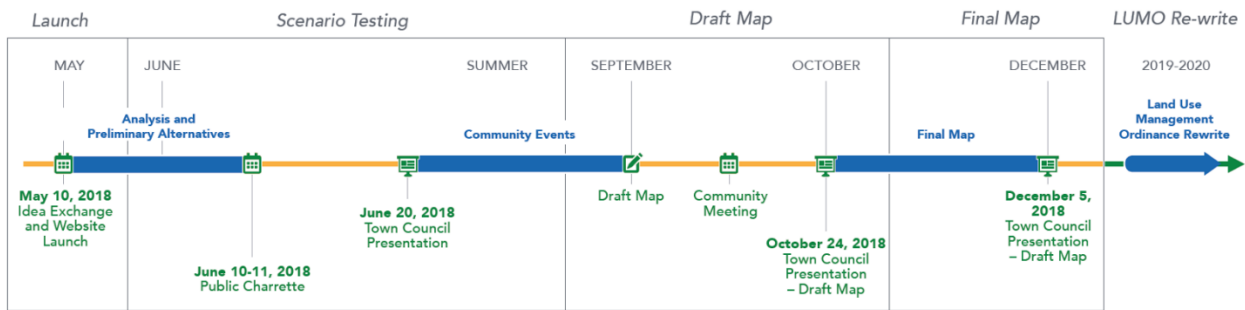 Launch
Scenario Testing
Draft Map
Final Map
LUMO Re-write
MAY
JUNE
SUMMER
SEPTEMBER
OCTOBER
DECEMBER
2019-2020
Analysis and
Preliminary Alternatives
Community Events
Final Map
Land Use
Management
Ordinance Rewrite
May 10, 2018
Idea Exchange
and Website
Launch
June 10-11, 2018
Public Charrette
June 20, 2018
Town Council
Presentation
Draft Map
Community
Meeting
October 24, 2018
Town Council
Presentation
– Draft Map
December 5,
2018
Town Council
Presentation
– Draft Map